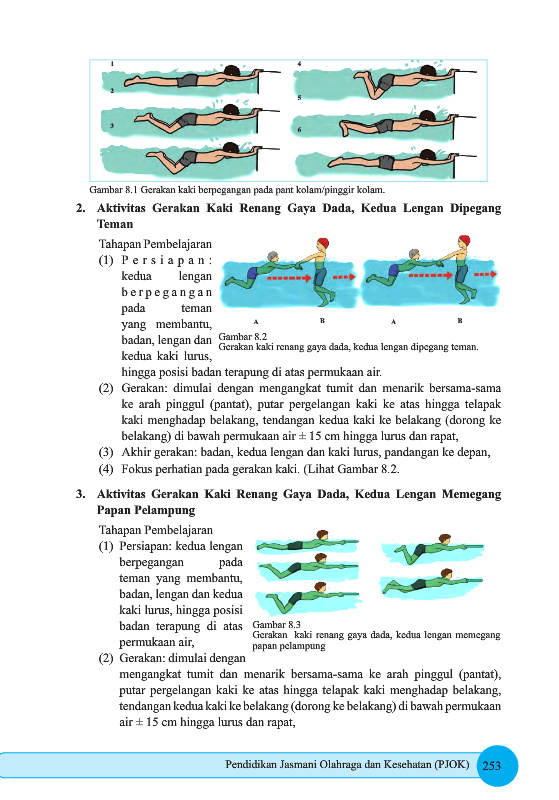 1
4
2
5
3
6
Gambar 8.1 Gerakan kaki berpegangan pada pant kolam/pinggir kolam.
2. Aktivitas Gerakan Kaki Renang Gaya Dada, Kedua Lengan Dipegang
Teman
Tahapan Pembelajaran
(1) Persiapan:
kedua lengan
berpegangan
pada teman
yang membantu,
badan, lengan dan
kedua kaki lurus,
A B A B
Gambar 8.2
Gerakan kaki renang gaya dada, kedua lengan dipegang teman.
hingga posisi badan terapung di atas permukaan air.
(2) Gerakan: dimulai dengan mengangkat tumit dan menarik bersama-sama
ke arah pinggul (pantat), putar pergelangan kaki ke atas hingga telapak
kaki menghadap belakang, tendangan kedua kaki ke belakang (dorong ke
belakang) di bawah permukaan air ± 15 cm hingga lurus dan rapat,
(3) Akhir gerakan: badan, kedua lengan dan kaki lurus, pandangan ke depan,
(4) Fokus perhatian pada gerakan kaki. (Lihat Gambar 8.2.
3. Aktivitas Gerakan Kaki Renang Gaya Dada, Kedua Lengan Memegang
Papan Pelampung
Tahapan Pembelajaran
(1) Persiapan: kedua lengan
berpegangan pada
teman yang membantu,
badan, lengan dan kedua
kaki lurus, hingga posisi
badan terapung di atas
permukaan air,
Gambar 8.3
Gerakan kaki renang gaya dada, kedua lengan memegang
papan pelampung
(2) Gerakan: dimulai dengan
mengangkat tumit dan menarik bersama-sama ke arah pinggul (pantat),
putar pergelangan kaki ke atas hingga telapak kaki menghadap belakang,
tendangan kedua kaki ke belakang (dorong ke belakang) di bawah permukaan
air ± 15 cm hingga lurus dan rapat,
Pendidikan Jasmani Olahraga dan Kesehatan (PJOK) 253